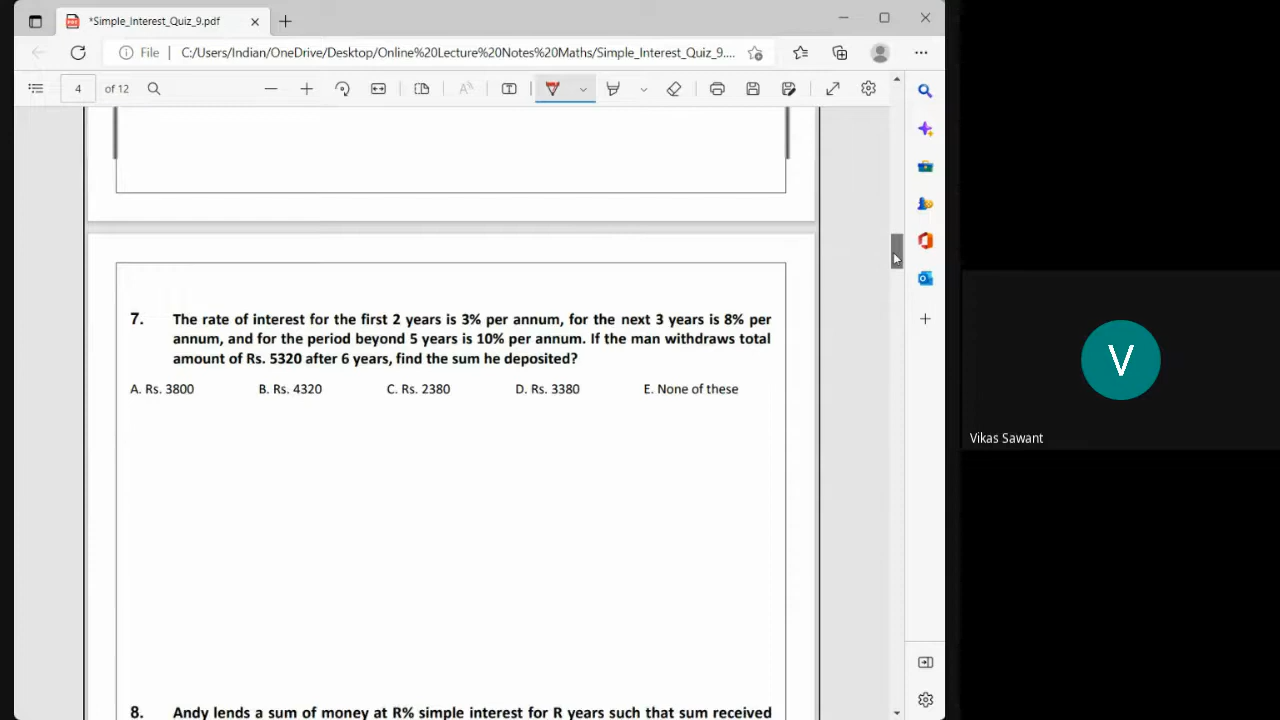 *Simple_Interest_Quiz_9.pdf
File
C:/Users/Indian/OneDrive/Desktop/Online%20Lecture%20Notes%20Maths/Simple_Interest_Quiz_9....
4 of 12
7. The rate of interest for the first 2 years is 3% per annum, for the next 3 years is 8% per
annum, and for the period beyond 5 years is 10% per annum. If the man withdraws total
amount of Rs. 5320 after 6 years, find the sum he deposited?
A. Rs. 3800 B. Rs. 4320 C. Rs. 2380 D. Rs. 3380 E. None of these
V
Vikas Sawant
8. Andy lends a sum of money at R% simple interest for R years such that sum received